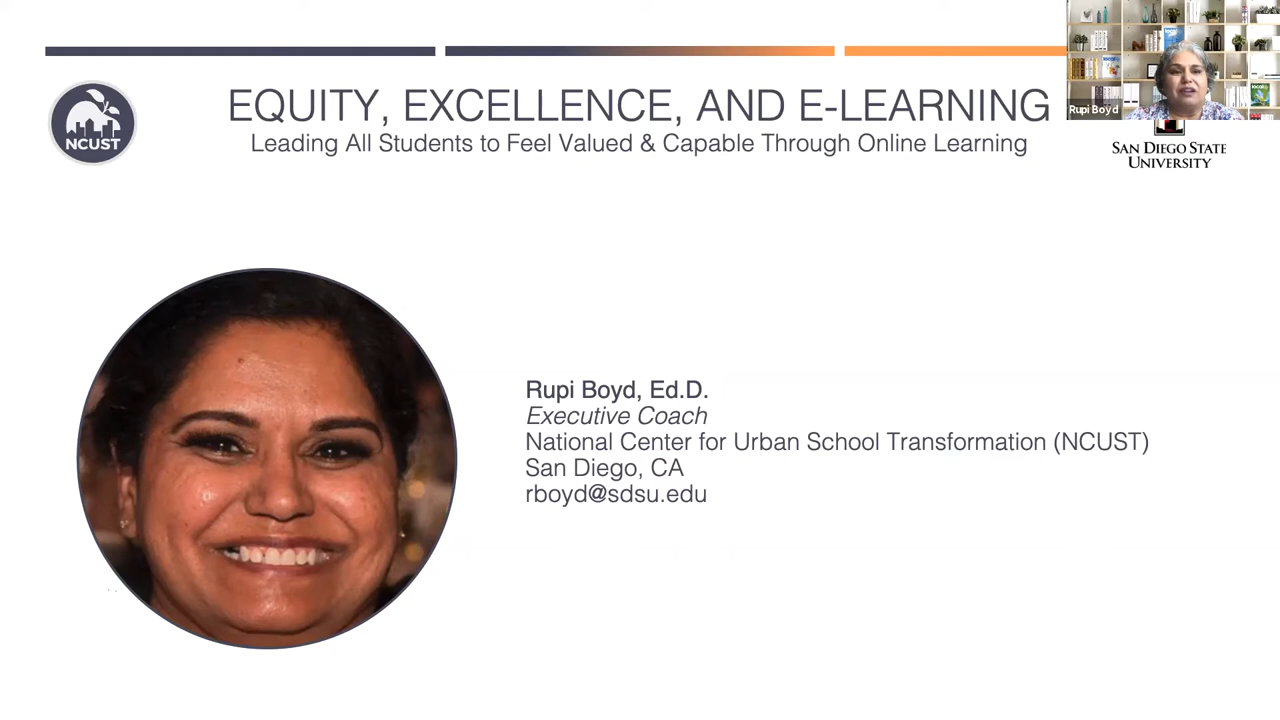 EQUITY, EXCELLENCE, AND E-LEARNING
Leading All Students to Feel Valued & Capable Through Online Learning
NCUST
Rupi Boyd
SAN DIEGO STATE
UNIVERSITY
Rupi Boyd, Ed.D.
Executive Coach
National Center for Urban School Transformation (NCUST)
San Diego, CA
rboyd@sdsu.edu